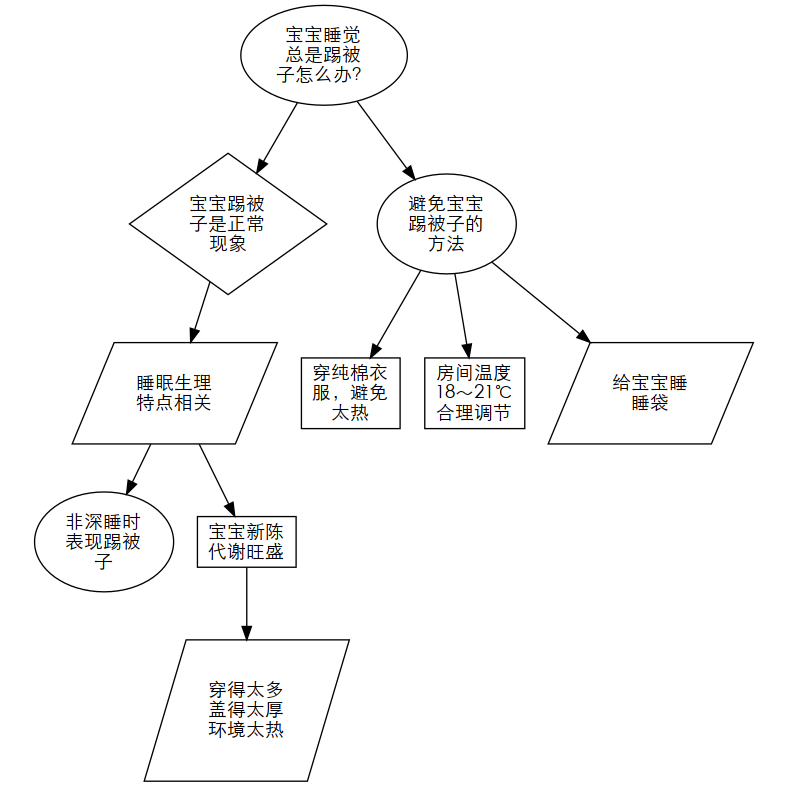 宝宝睡觉
总是踢被
子怎么办？
宝宝踢被
子是正常
现象
避免宝宝
踢被子的
方法
睡眠生理
特点相关
穿纯棉衣
服，避免
太热
房间温度
18～21℃
合理调节
给宝宝睡
睡袋
非深睡时
表现踢被
子
宝宝新陈
代谢旺盛
穿得太多
盖得太厚
环境太热